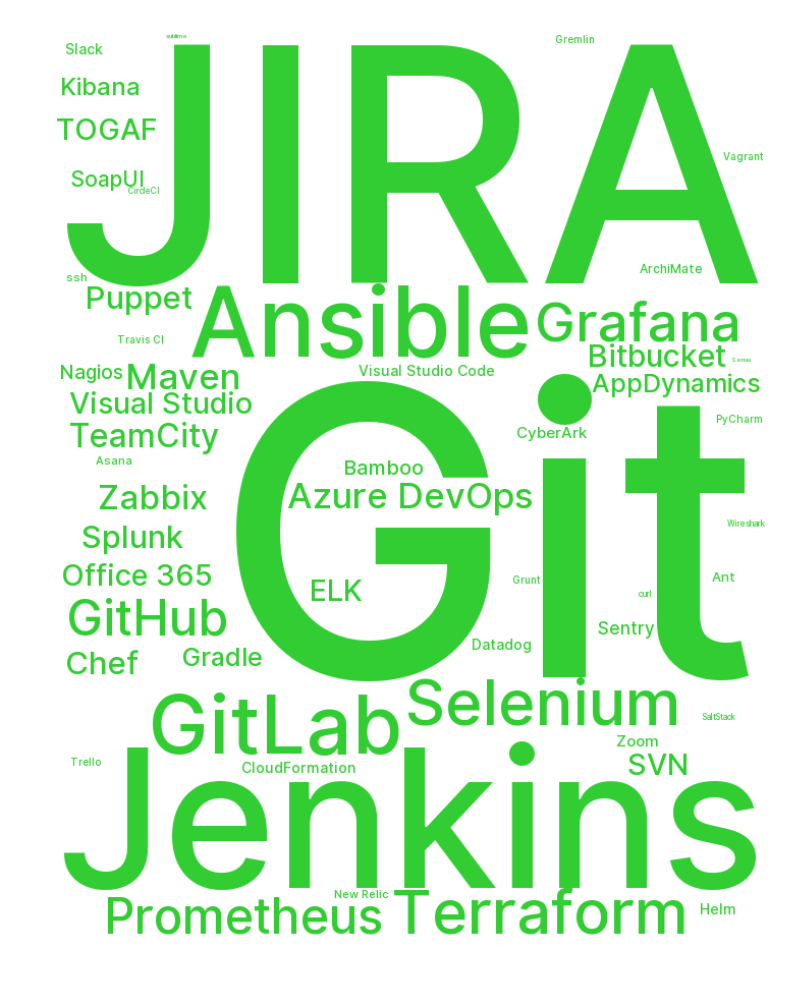 sublime
Gremlin
Slack
JIRA
Kibana
TOGAF
Vagrant
SoapUI
CircleCI
ArchiMate
ssh
Puppet
Ansible
Grafana
Travis CI
Bitbucket
Visual Studio Code
Nagios
Maven
AppDynamics
Visual Studio
PyCharm
TeamCity
CyberArk
Git
Asana
Bamboo
Azure DevOps
Zabbix
Wireshark
Splunk
Office 365
Grunt
Ant
ELK
curl
GitHub
Sentry
Datadog
Gradle
Chef
Selenium
SaltStack
GitLab
Zoom
Trello
CloudFormation
SVN
Jenkins
New Relic
Prometheus
Terraform
Helm